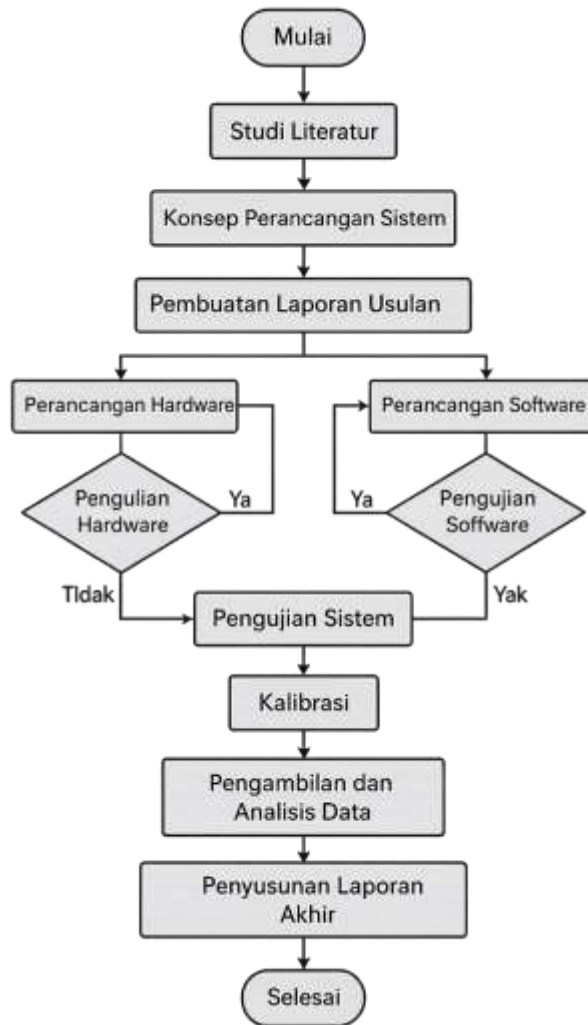 Mulai
Studi Literatur
Konsep Perancangan Sistem
Pembuatan Laporan Usulan
Perancangan Hardware
Perancangan Software
Pengulian
Hardware
Ya
Ya
Pengujian
Soffware
TIdak
Yak
Pengujian Sistem
Kalibrasi
Pengambilan dan
Analisis Data
Penyusunan Laporan
Akhir
Selesai